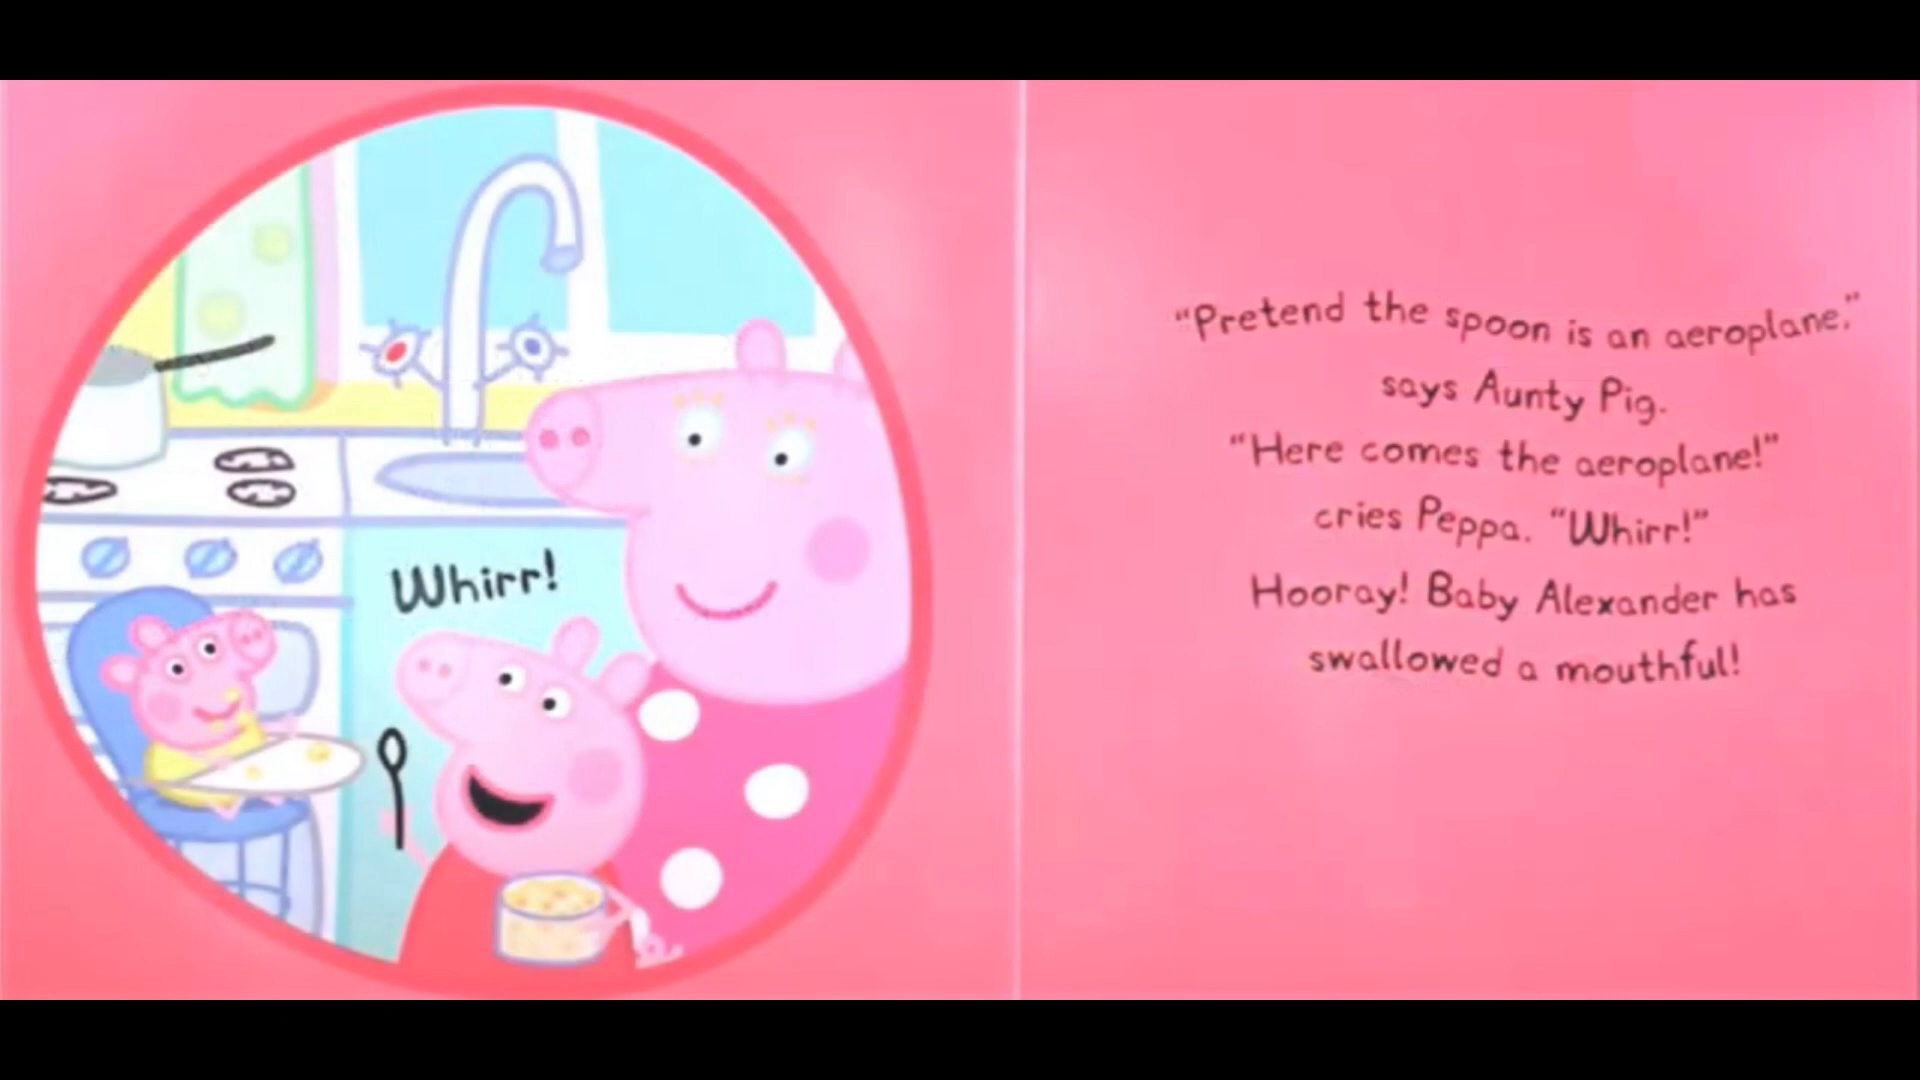 Whirr!
"Pretend the spoon is an aeroplane,"
says Aunty Pig.
"Here comes the aeroplane!"
cries Peppa. "Whirr!"
Hooray! Baby Alexander has
swallowed a mouthful!